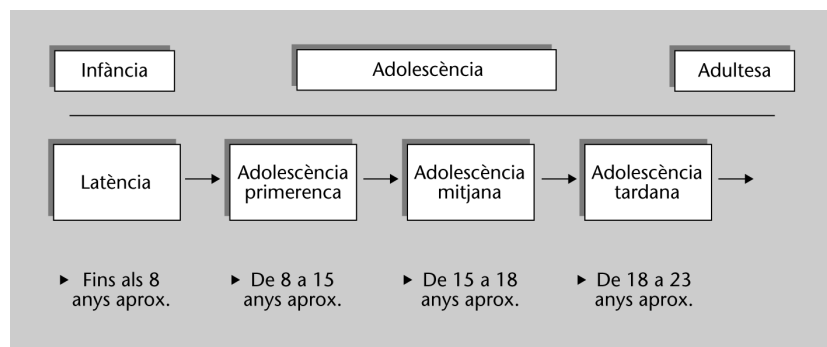 Infància
Adolescència
Adultesa
Latència
Adolescència
primerenca
Adolescència
mitjana
Adolescència
tardana
Fins als 8
anys aprox.
De 8 a 15
anys aprox.
De 15 a 18
anys aprox.
De 18 a 23
anys aprox.